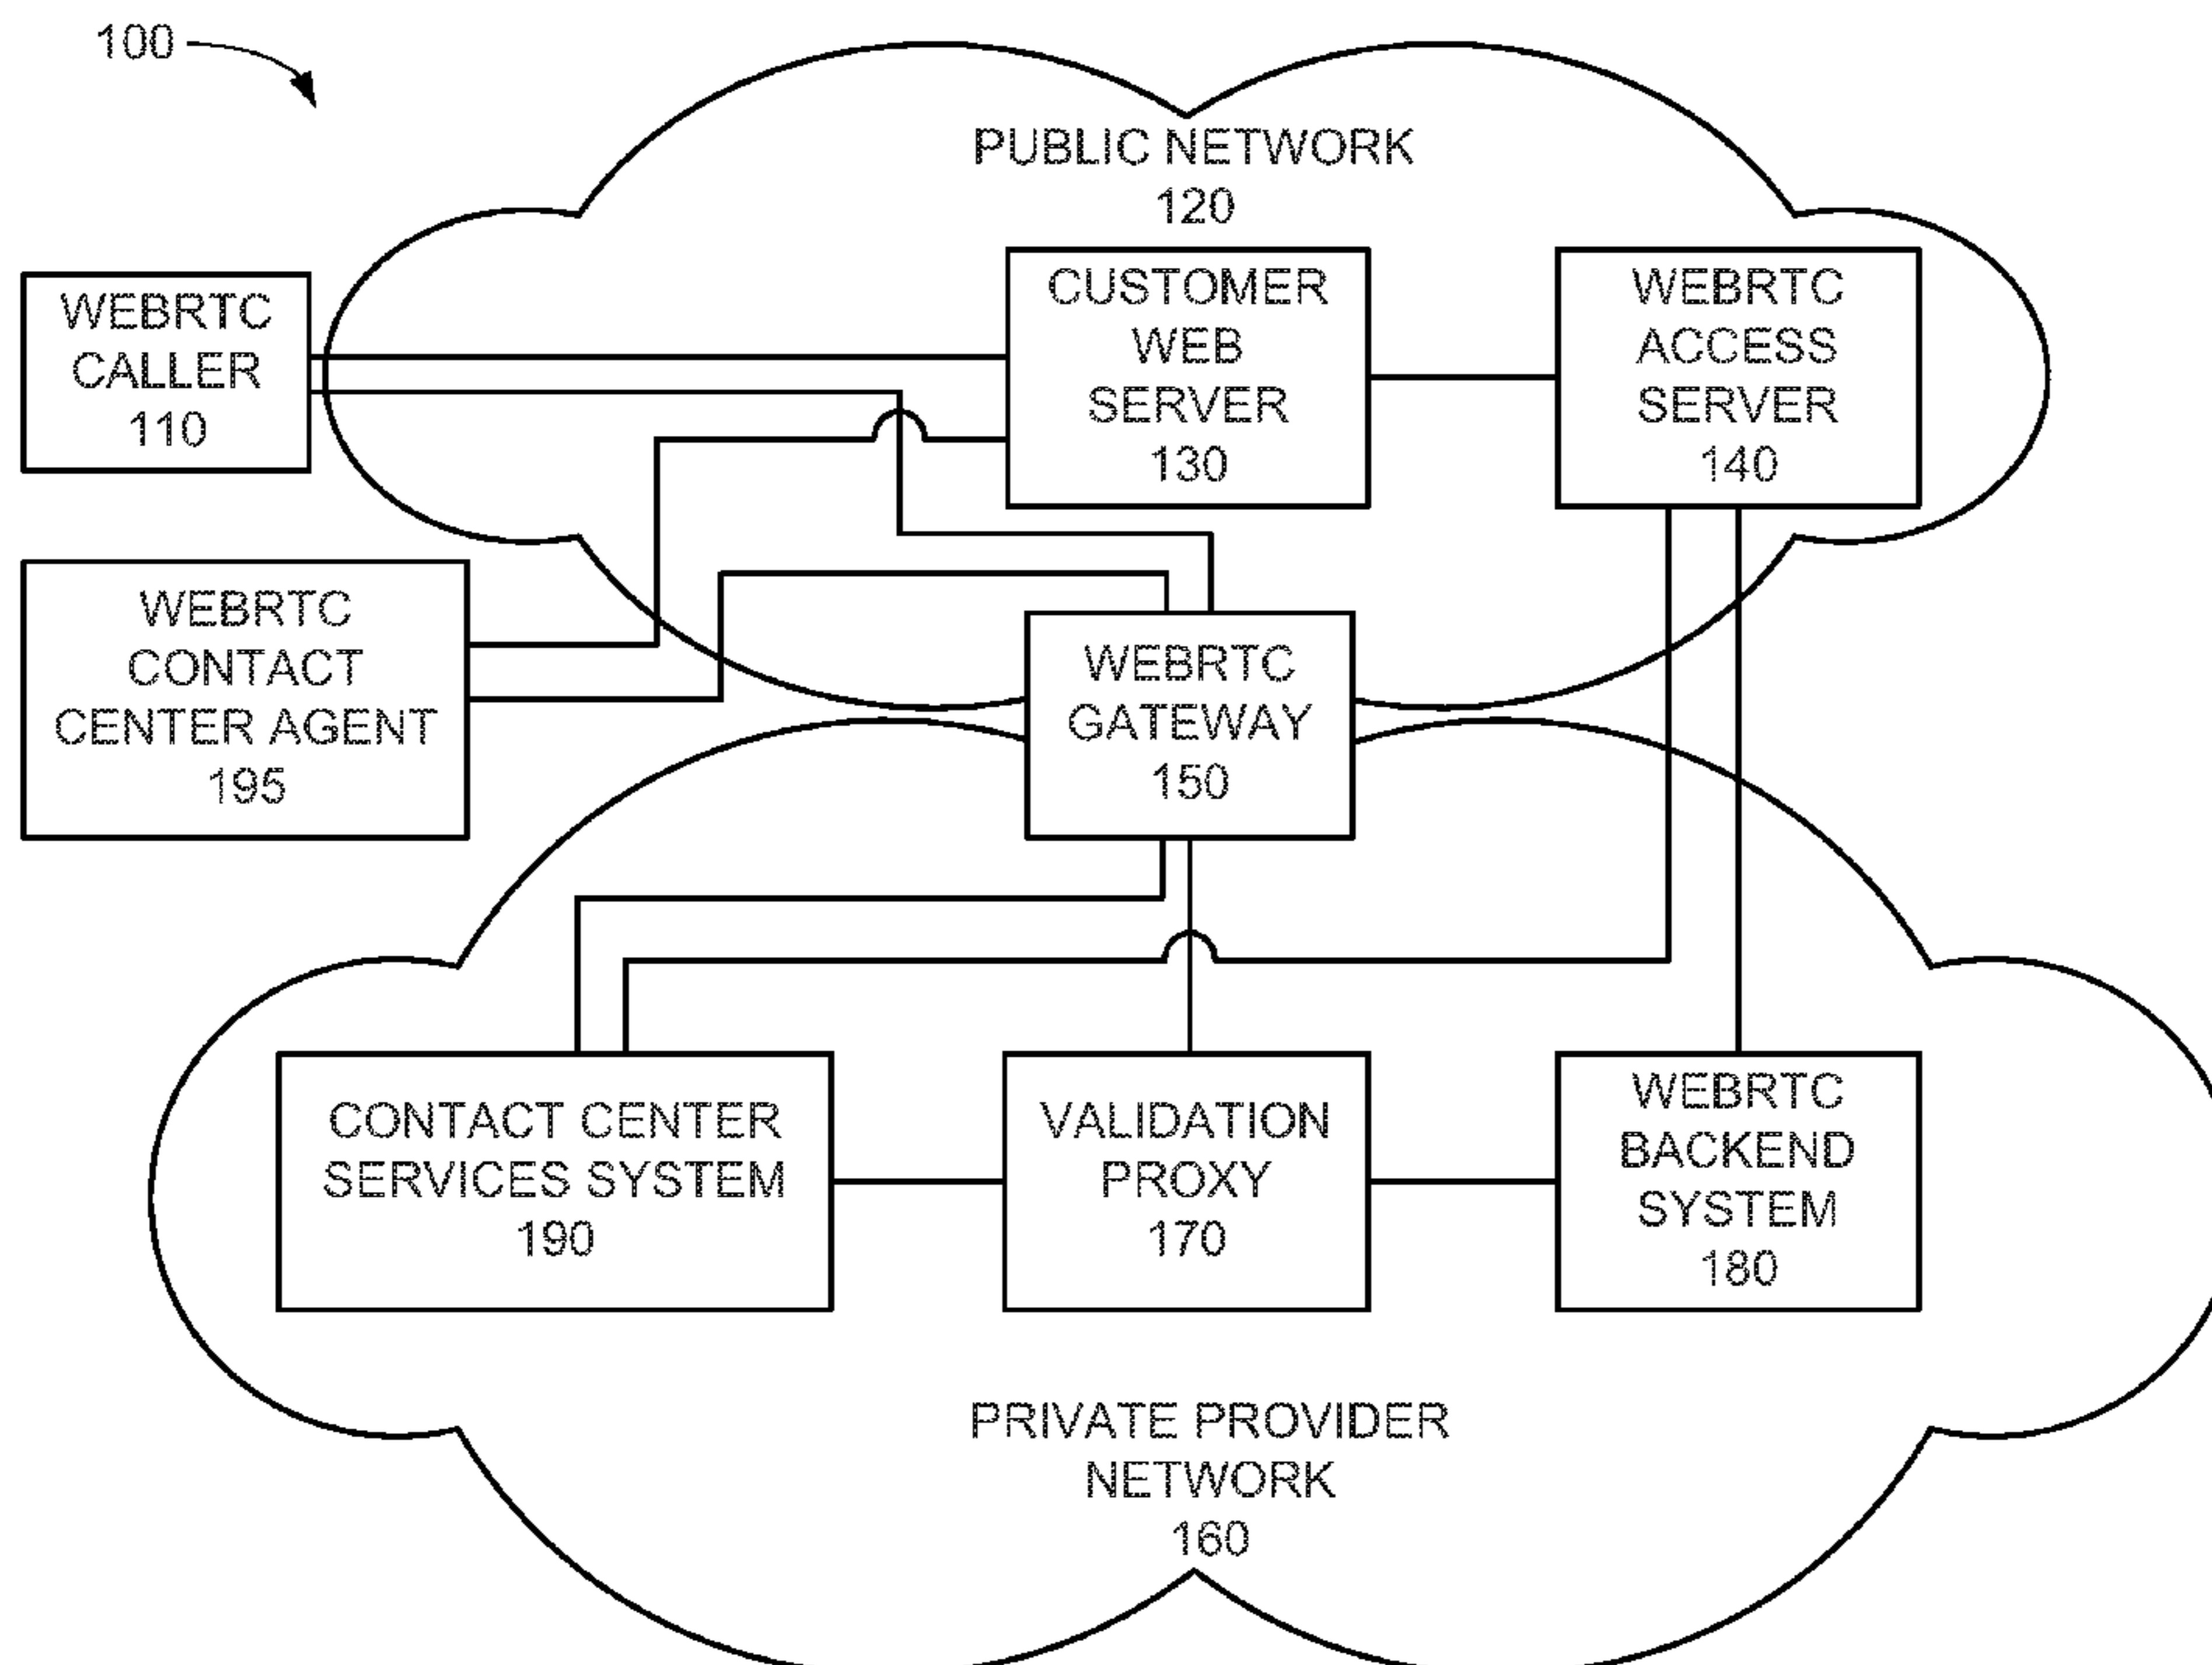 100
PUBLIC NETWORK
120
WEBRTC
CALLER
110
CUSTOMER
WEB
SERVER
130
WEBRTC
ACCESS
SERVER
140
WEBRTC
CONTACT
CENTER AGENT
195
WEBRTC
GATEWAY
150
CONTACT CENTER
SERVICES SYSTEM
190
VALIDATION
PROXY
170
WEBRTC
BACKEND
SYSTEM
180
PRIVATE PROVIDER
NETWORK
160